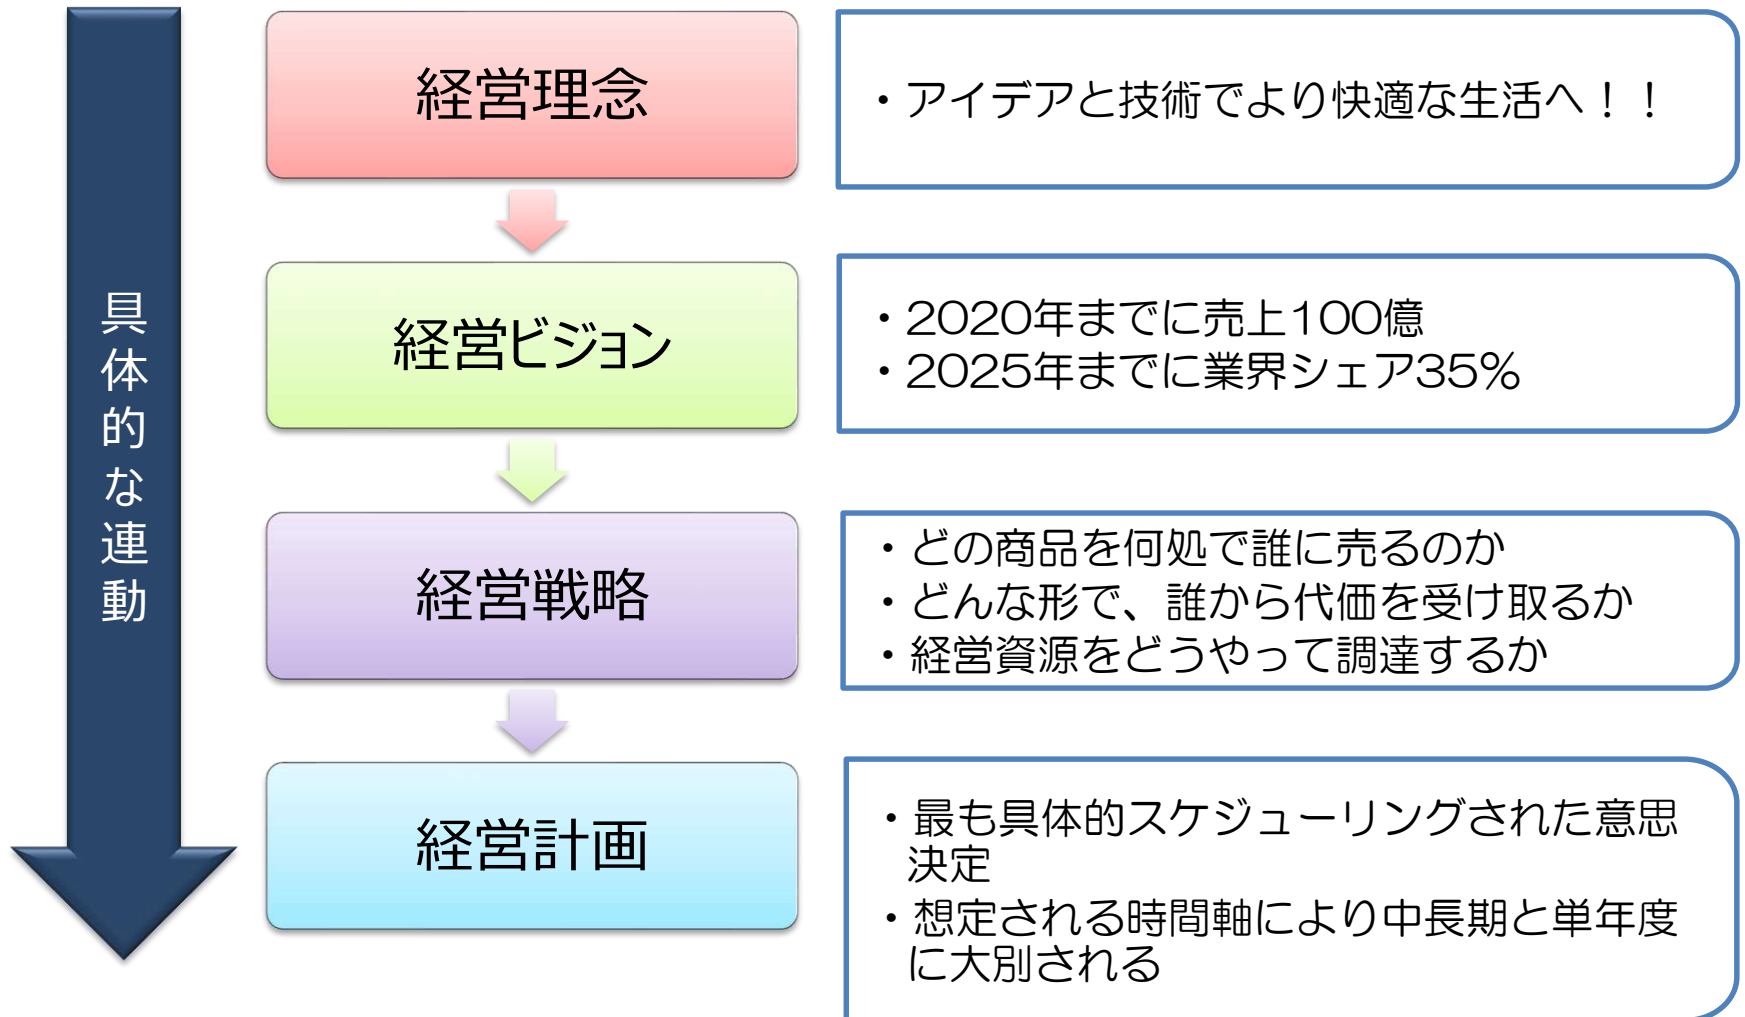 具体的な連動
経営理念
・アイデアと技術でより快適な生活へ！！
経営ビジョン
・2020年までに売上100億
・2025年までに業界シェア35％
経営戦略
・どの商品を何処で誰に売るのか
・どんな形で、誰から代価を受け取るか
・経営資源をどうやって調達するか
経営計画
・最も具体的スケジューリングされた意思
決定
・想定される時間軸により中長期と単年度
に大別される